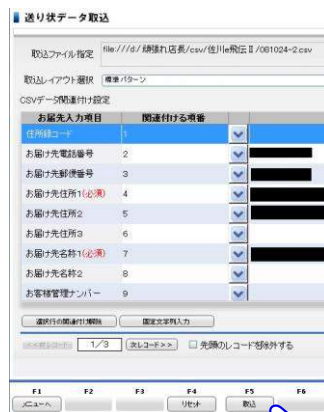 ■ 送り状データ取込
取込ファイル指定 file:///d:/頑張れ店長/csv/佐川e飛伝Ⅱ/081024-2.csv
取込レイアウト選択 標準パターン
CSVデータ関連付け設定
お届先入力項目 関連付ける項番
住所録コード 1
お届け先電話番号 2
お届け先郵便番号 3
お届け先住所1(必須) 4
お届け先住所2 5
お届け先住所3 6
お届け先名称1(必須) 7
お届け先名称2 8
お客様管理ナンバー 9
選択行の関連付け解除 固定文字列入力
1/3 次レコード>> 先頭のレコードを除外する
F1 F2 F3 F4 F5 F6
メニューへ リセット 取込